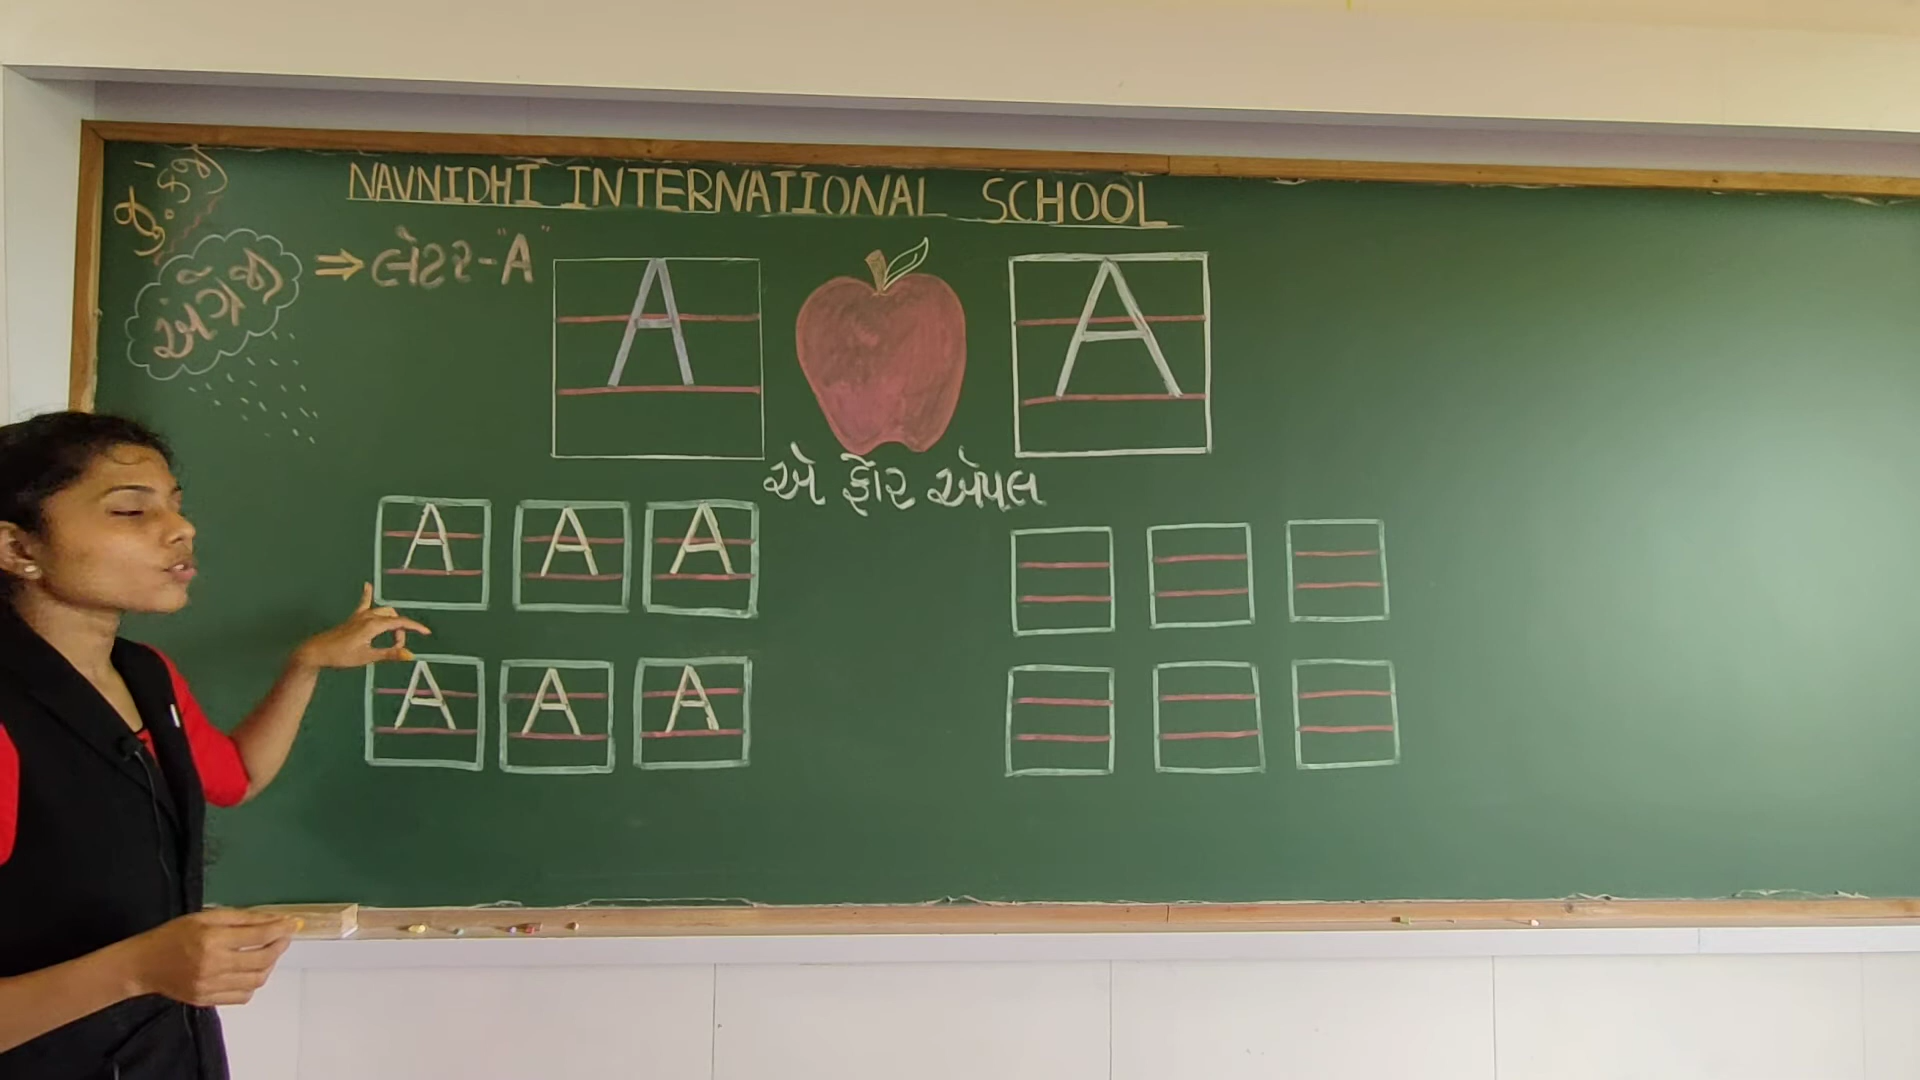 NAVNIDHI INTERNATIONAL SCHOOL
અંગ્રેજી ⇒ લેટર-"A"
A A
એ ફોર એપલ
A A A
A A A